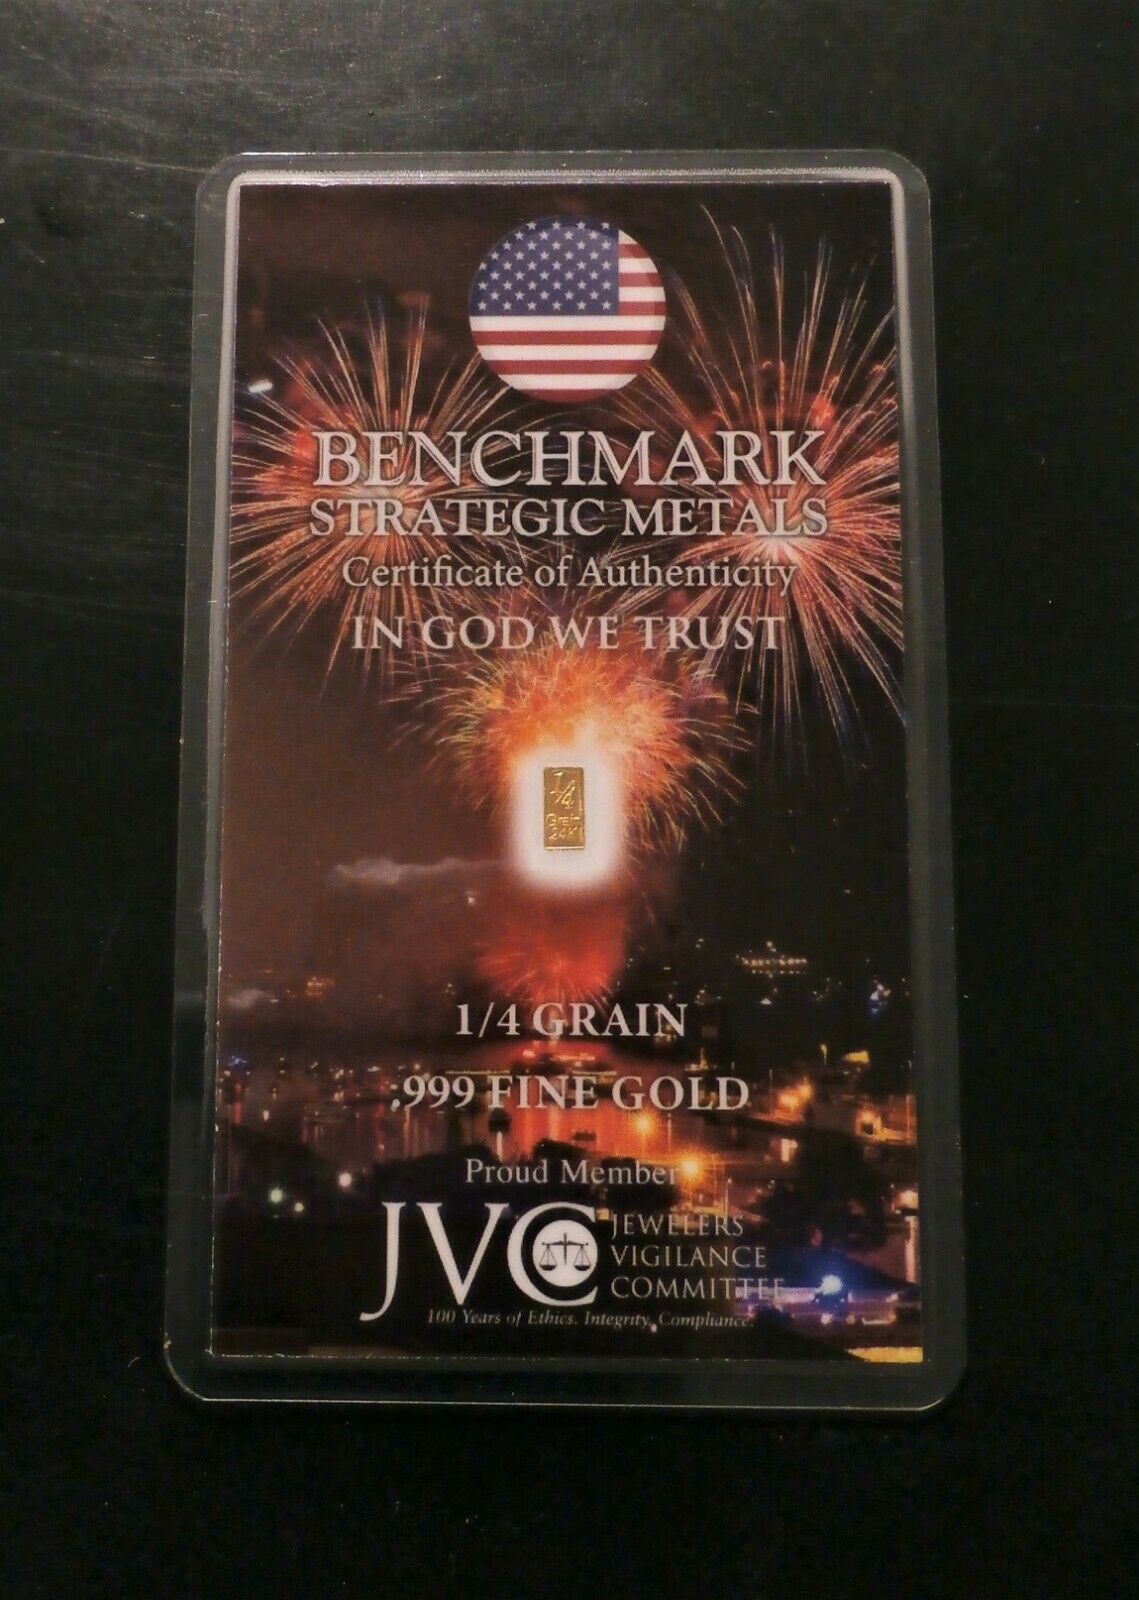 BENCHMARK
STRATEGIC METALS
Certificate of Authenticity
IN GOD WE TRUST
1/4
Grain
24K
1/4 GRAIN
.999 FINE GOLD
Proud Member
JVC
JEWELERS
VIGILANCE
COMMITTEE
100 Years of Ethics. Integrity. Compliance.